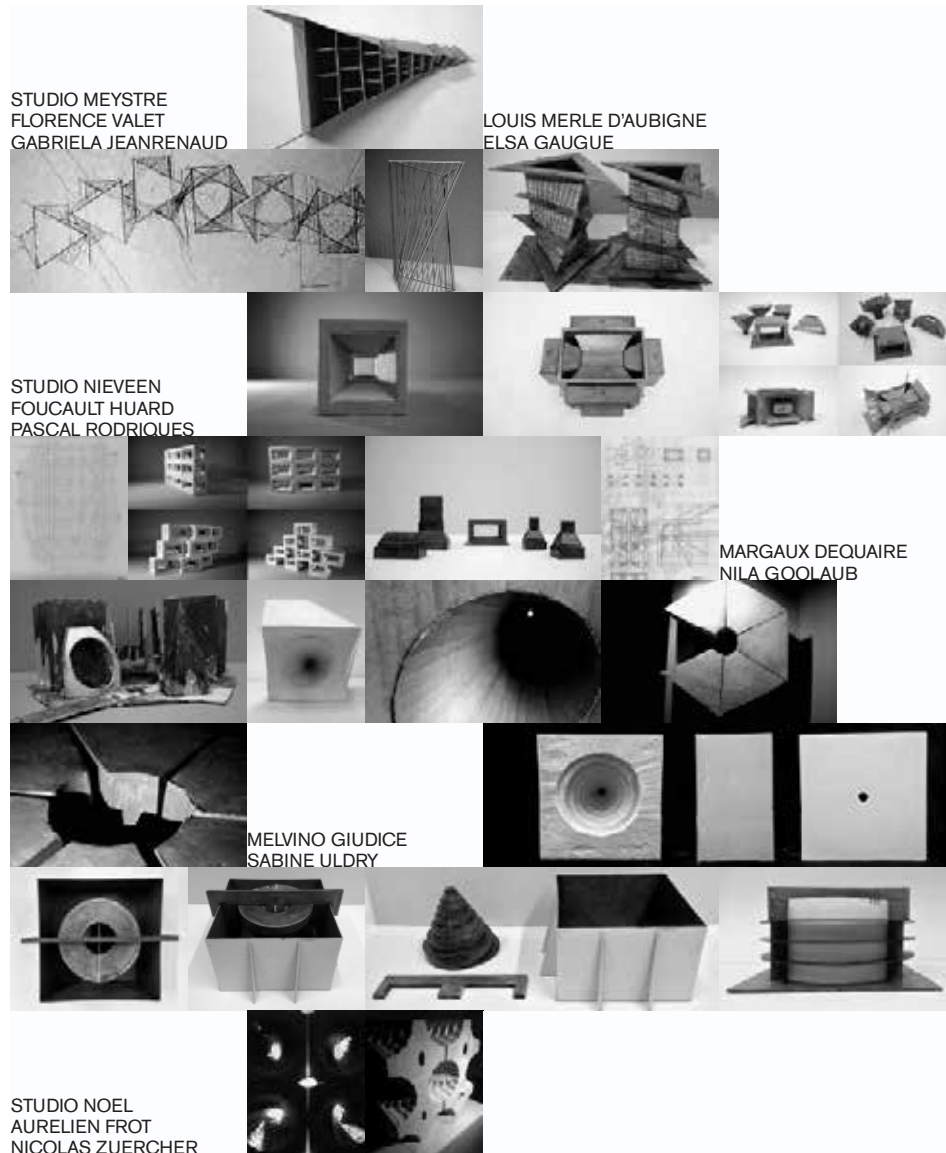 STUDIO MEYSTRE
FLORENCE VALET
GABRIELA JEANRENAUD
LOUIS MERLE D'AUBIGNE
ELSA GAUGUE
STUDIO NIEVEEN
FOUCAULT HUARD
PASCAL RODRIQUES
MARGAUX DEQUAIRE
NILA GOOLAUB
MELVINO GIUDICE
SABINE ULDRY
STUDIO NOEL
AURELIEN FROT
NICOLAS ZUERCHER